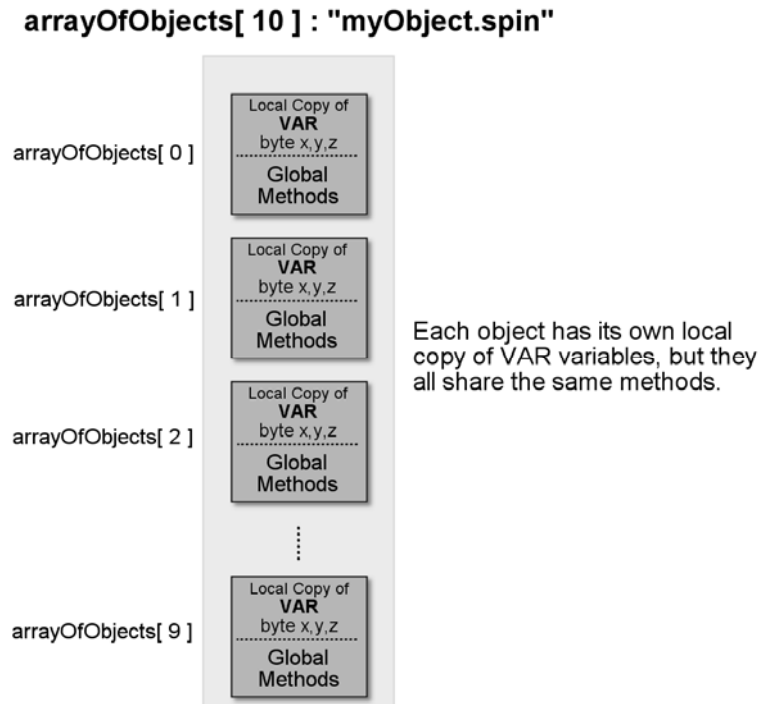 arrayOfObjects[ 10 ] : "myObject.spin"
arrayOfObjects[ 0 ]
Local Copy of
VAR
byte x,y,z
Global
Methods
arrayOfObjects[ 1 ]
Local Copy of
VAR
byte x,y,z
Global
Methods
Each object has its own local
copy of VAR variables, but they
all share the same methods.
arrayOfObjects[ 2 ]
Local Copy of
VAR
byte x,y,z
Global
Methods
arrayOfObjects[ 9 ]
Local Copy of
VAR
byte x,y,z
Global
Methods